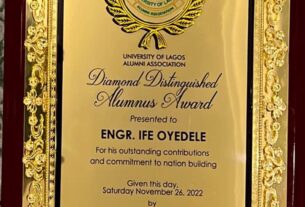 UNIVERSITY OF LAGOS
ALUMNI ASSOCIATION
Diamond Distinguished
Alumnus Award
Presented to
ENGR. IFE OYEDELE
For his outstanding contributions
and commitment to nation building
Given this day,
Saturday November 26, 2022
by